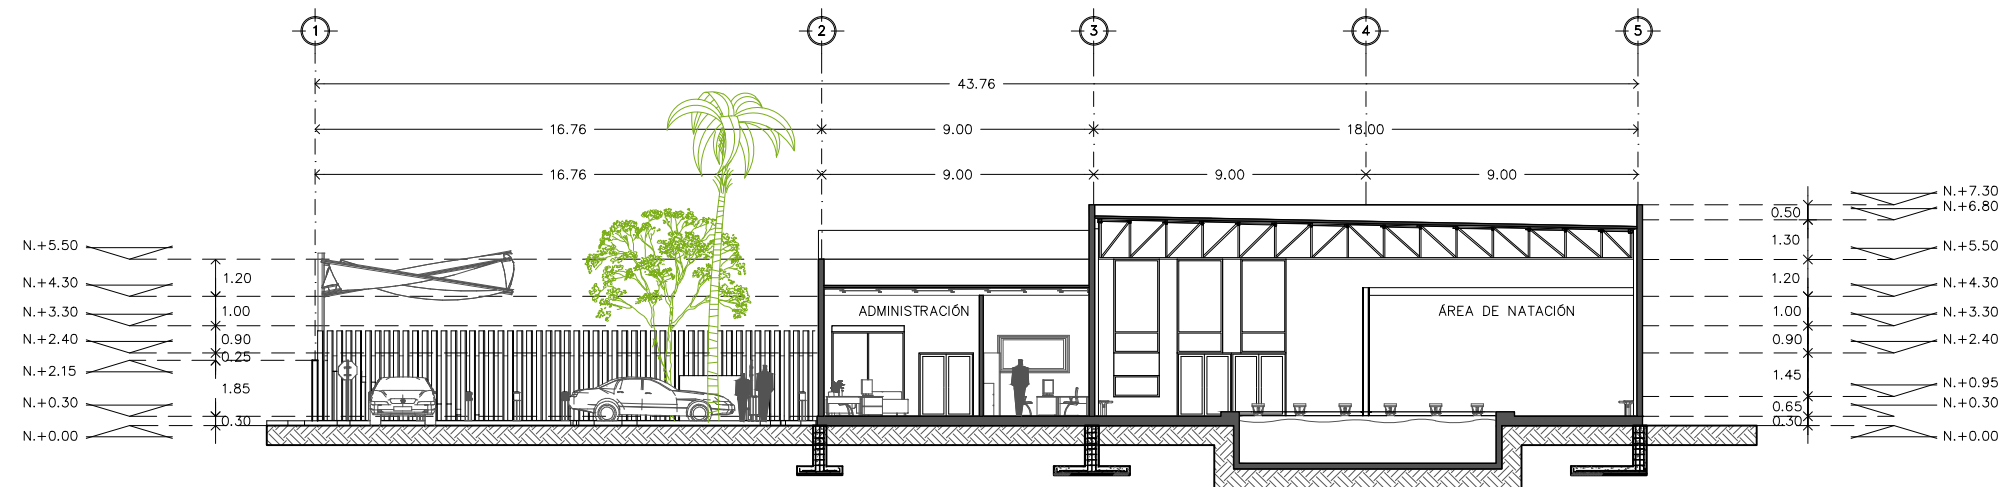 1 2 3 4 5
43.76
16.76 9.00 18.00
16.76 9.00 9.00 9.00
N.+5.50
N.+4.30
N.+3.30
N.+2.40
N.+2.15
N.+0.30
N.+0.00
1.20
1.00
0.90
0.25
1.85
0.30
ADMINISTRACIÓN
ÁREA DE NATACIÓN
0.50
1.30
1.20
1.00
0.90
1.45
0.65
0.30
N.+7.30
N.+6.80
N.+5.50
N.+4.30
N.+3.30
N.+2.40
N.+0.95
N.+0.30
N.+0.00